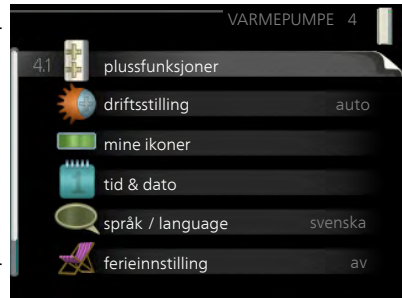 VARMEPUMPE 4
4.1 plussfunksjoner
driftsstilling auto
mine ikoner
tid & dato
språk / language svenska
ferieinnstilling av